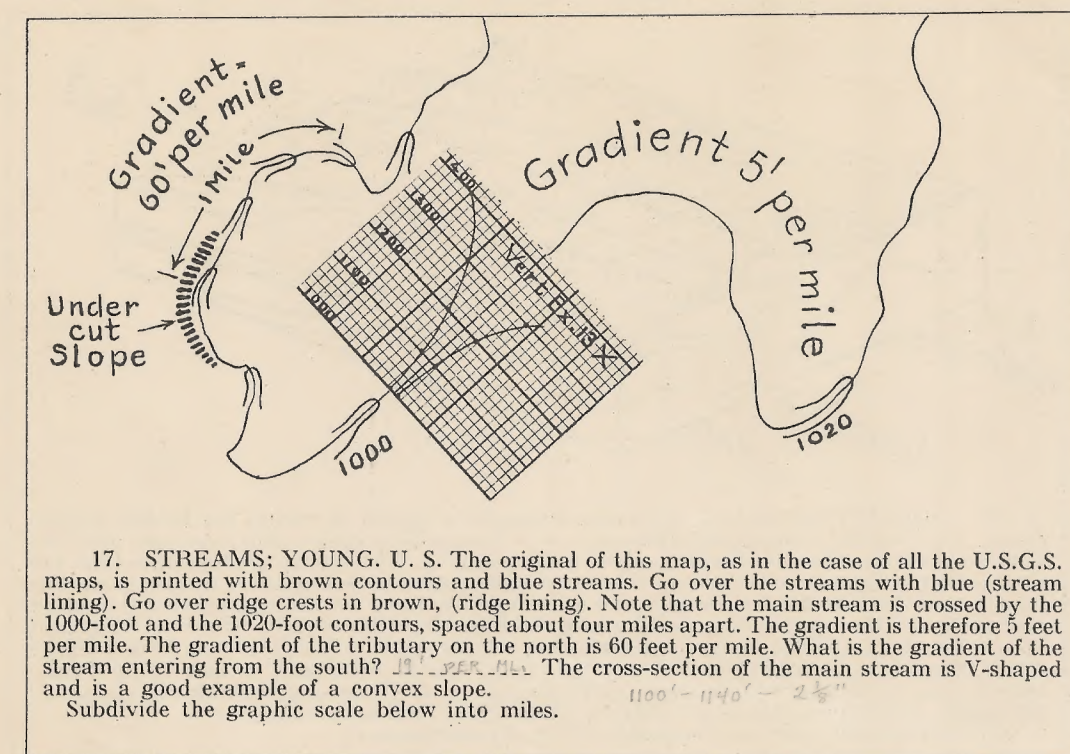 Gradient =
60' per mile
1 Mile
Gradient 5' per mile
1400
1300
1200
1100
1000
Vert Ex. 13 X
Under
cut
Slope
1000
1020
17. STREAMS; YOUNG. U. S. The original of this map, as in the case of all the U.S.G.S.
maps, is printed with brown contours and blue streams. Go over the streams with blue (stream
lining). Go over ridge crests in brown, (ridge lining). Note that the main stream is crossed by the
1000-foot and the 1020-foot contours, spaced about four miles apart. The gradient is therefore 5 feet
per mile. The gradient of the tributary on the north is 60 feet per mile. What is the gradient of the
stream entering from the south? 19' PER MI. The cross-section of the main stream is V-shaped
and is a good example of a convex slope.
1100' - 1140' - 2⅛"
Subdivide the graphic scale below into miles.